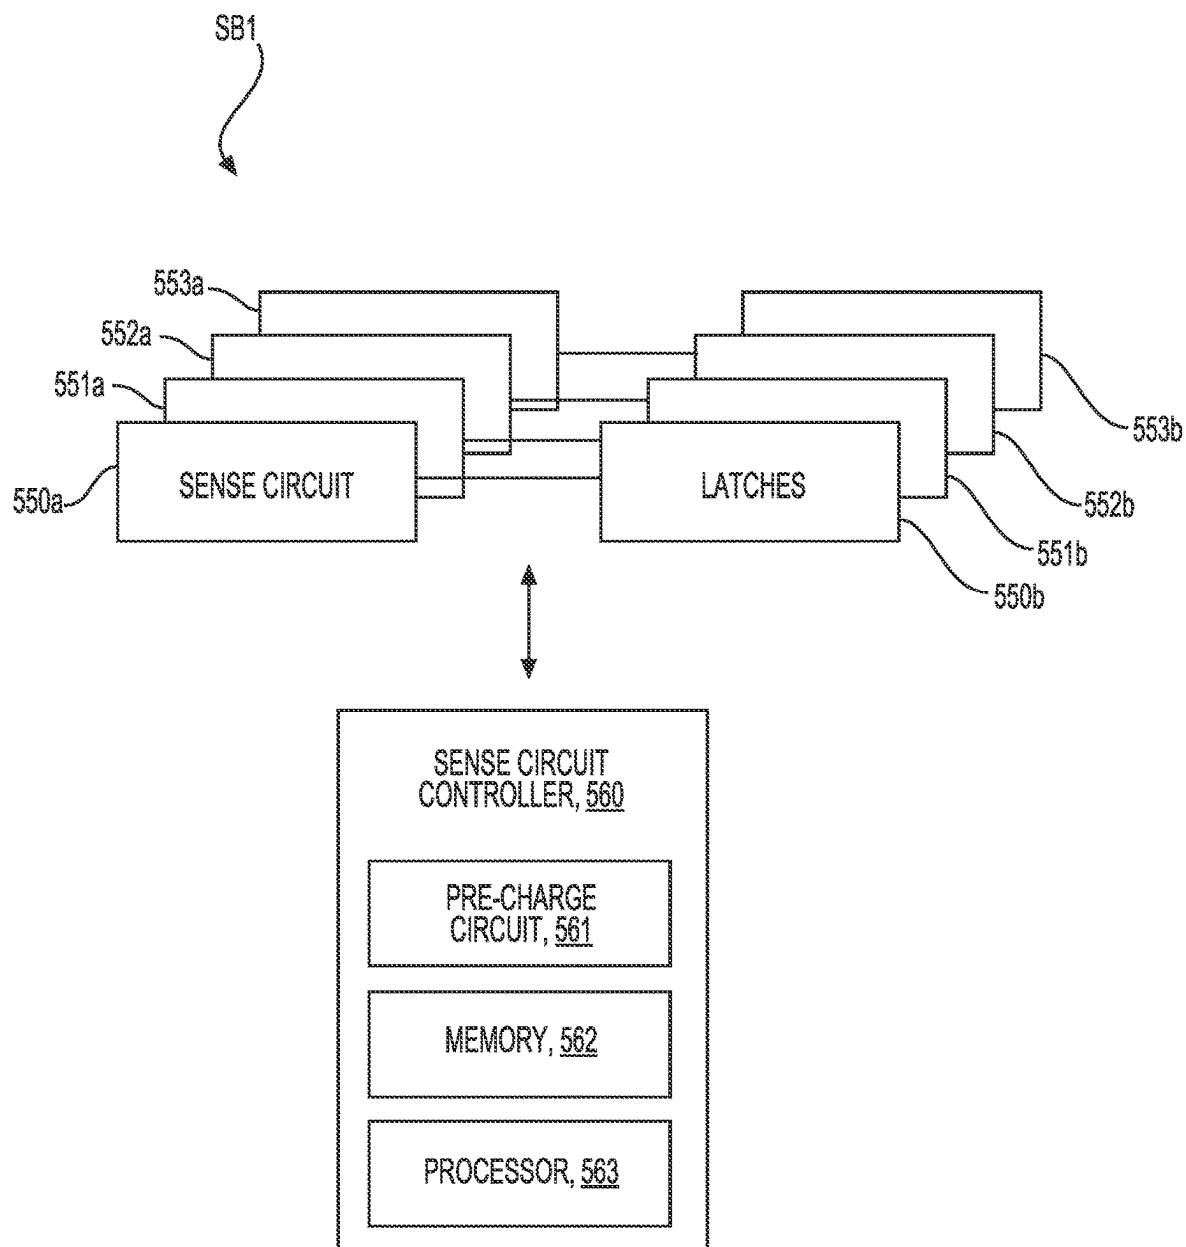 SB1
553a
552a
551a
550a
SENSE CIRCUIT
LATCHES
553b
552b
551b
550b
SENSE CIRCUIT
CONTROLLER, 560
PRE-CHARGE
CIRCUIT, 561
MEMORY, 562
PROCESSOR, 563